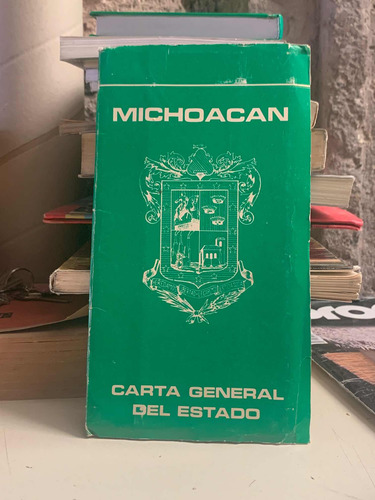 MICHOACAN
CARTA GENERAL
DEL ESTADO